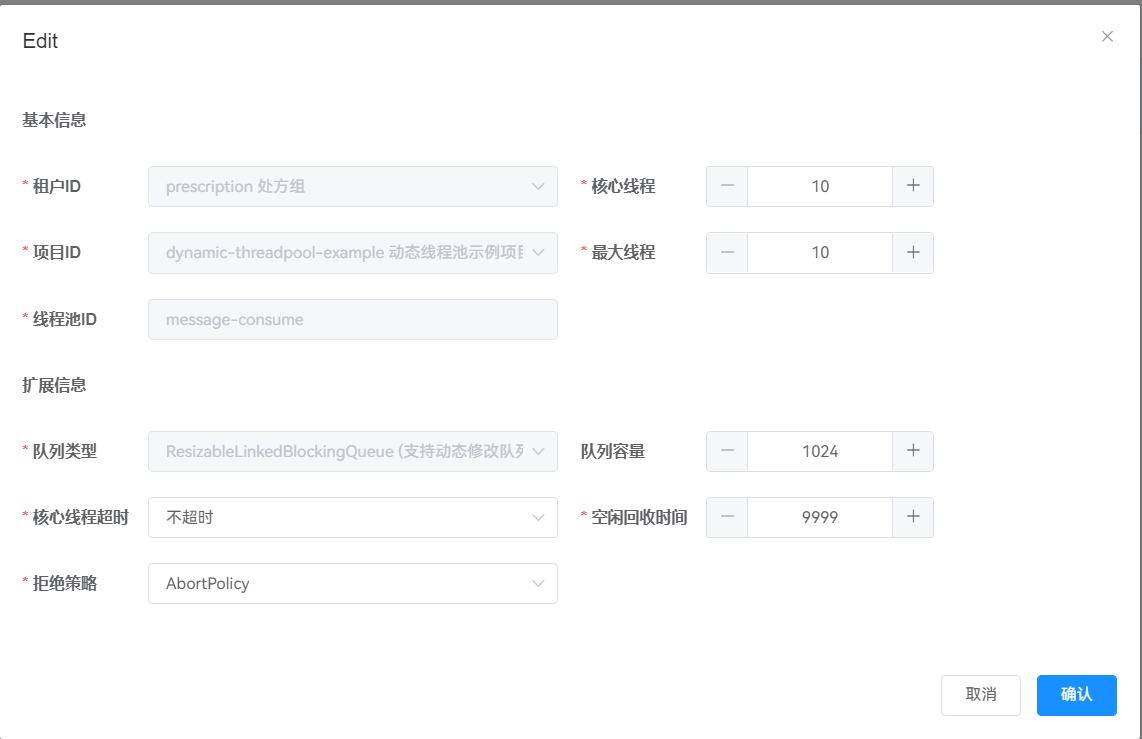 Edit
基本信息
* 租户ID prescription 处方组 * 核心线程 10
* 项目ID dynamic-threadpool-example 动态线程池示例项 * 最大线程 10
* 线程池ID message-consume
扩展信息
* 队列类型 ResizableLinkedBlockingQueue (支持动态修改队 队列容量 1024
* 核心线程超时 不超时 * 空闲回收时间 9999
* 拒绝策略 AbortPolicy
取消 确认